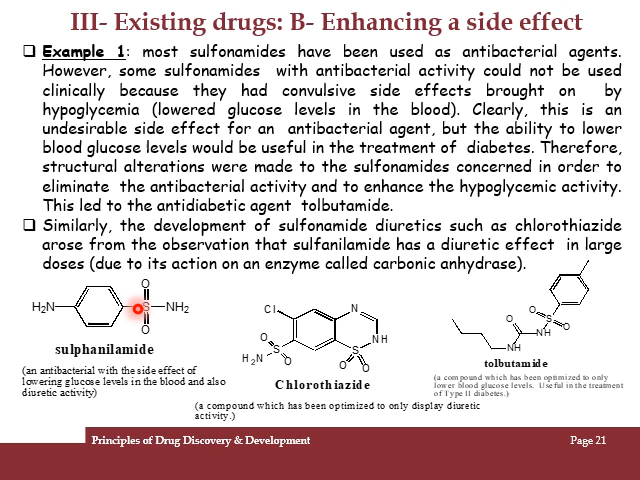 III- Existing drugs: B- Enhancing a side effect
❑ Example 1: most sulfonamides have been used as antibacterial agents.
However, some sulfonamides with antibacterial activity could not be used
clinically because they had convulsive side effects brought on by
hypoglycemia (lowered glucose levels in the blood). Clearly, this is an
undesirable side effect for an antibacterial agent, but the ability to lower
blood glucose levels would be useful in the treatment of diabetes. Therefore,
structural alterations were made to the sulfonamides concerned in order to
eliminate the antibacterial activity and to enhance the hypoglycemic activity.
This led to the antidiabetic agent tolbutamide.
❑ Similarly, the development of sulfonamide diuretics such as chlorothiazide
arose from the observation that sulfanilamide has a diuretic effect in large
doses (due to its action on an enzyme called carbonic anhydrase).
O
H2N S NH2
O
sulphanilamide
(an antibacterial with the side effect of
lowering glucose levels in the blood and also
diuretic activity)
Cl N
O NH
S S
H2N O O O
Chlorothiazide
(a compound which has been optimized to only display diuretic
activity.)
O
O S O
NH
NH
tolbutamide
(a compound which has been optimized to only
lower blood glucose levels. Useful in the treatment
of Type II diabetes.)
Principles of Drug Discovery & Development Page 21